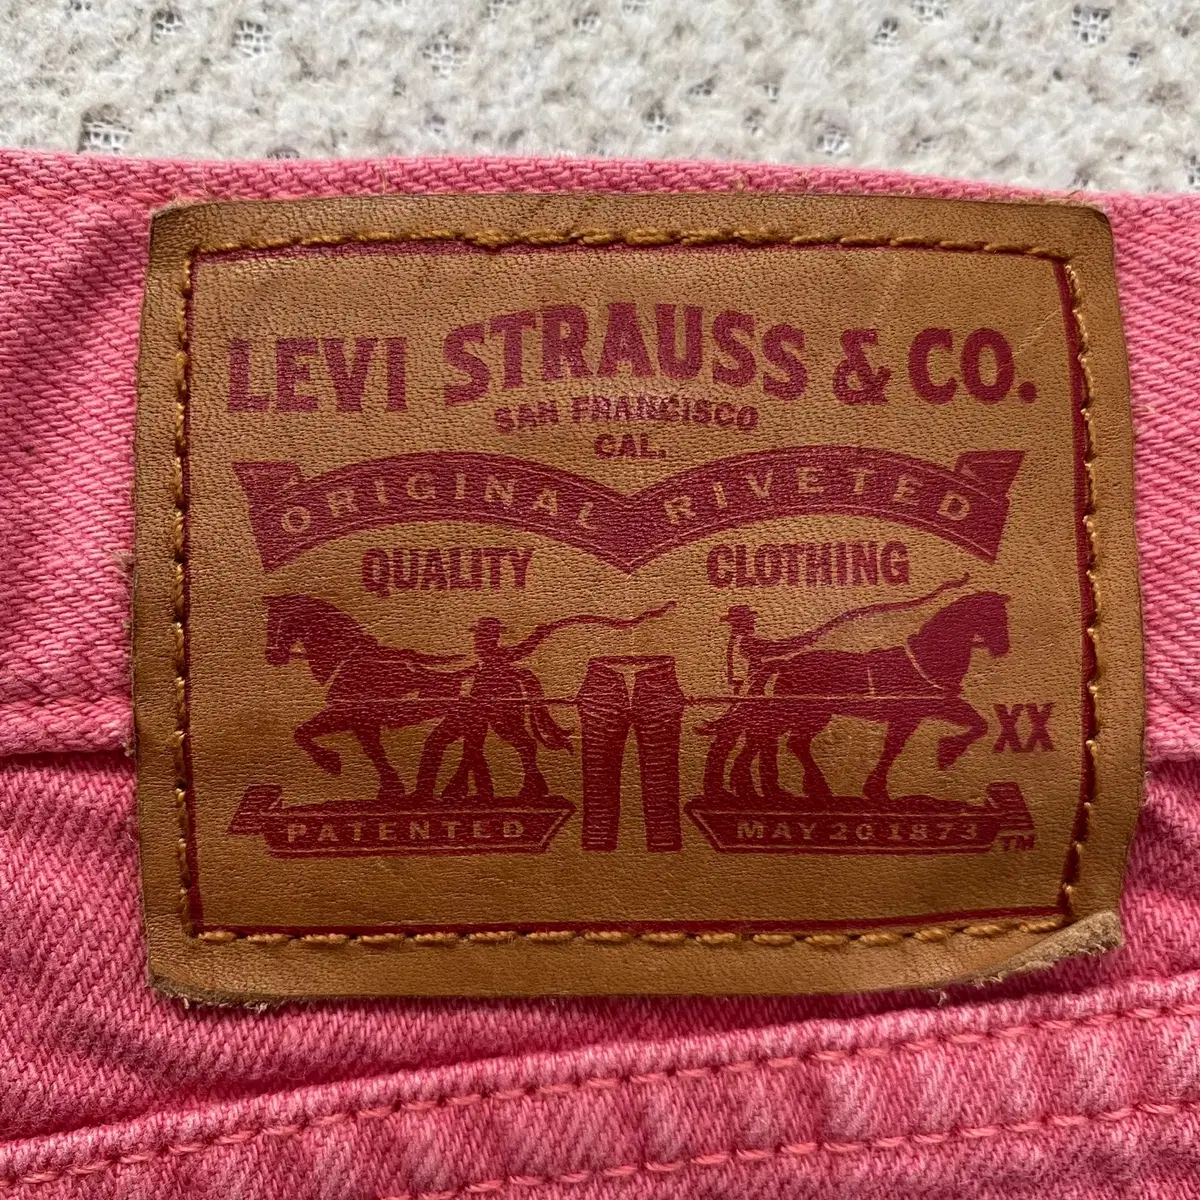 LEVI STRAUSS & CO.
SAN FRANCISCO
CAL.
ORIGINAL RIVETED
QUALITY CLOTHING
XX
PATENTED MAY 20 1873 TM